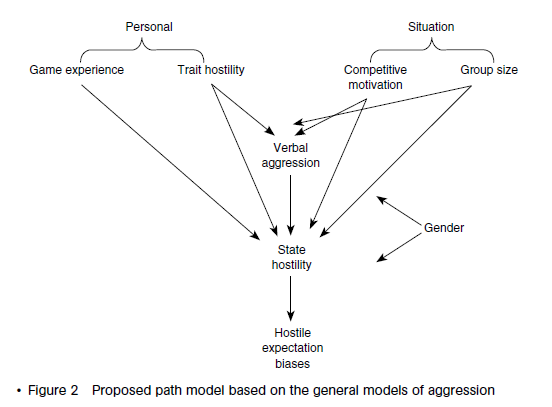 Personal
Situation
Game experience
Trait hostility
Competitive
motivation
Group size
Verbal
aggression
Gender
State
hostility
Hostile
expectation
biases
• Figure 2 Proposed path model based on the general models of aggression